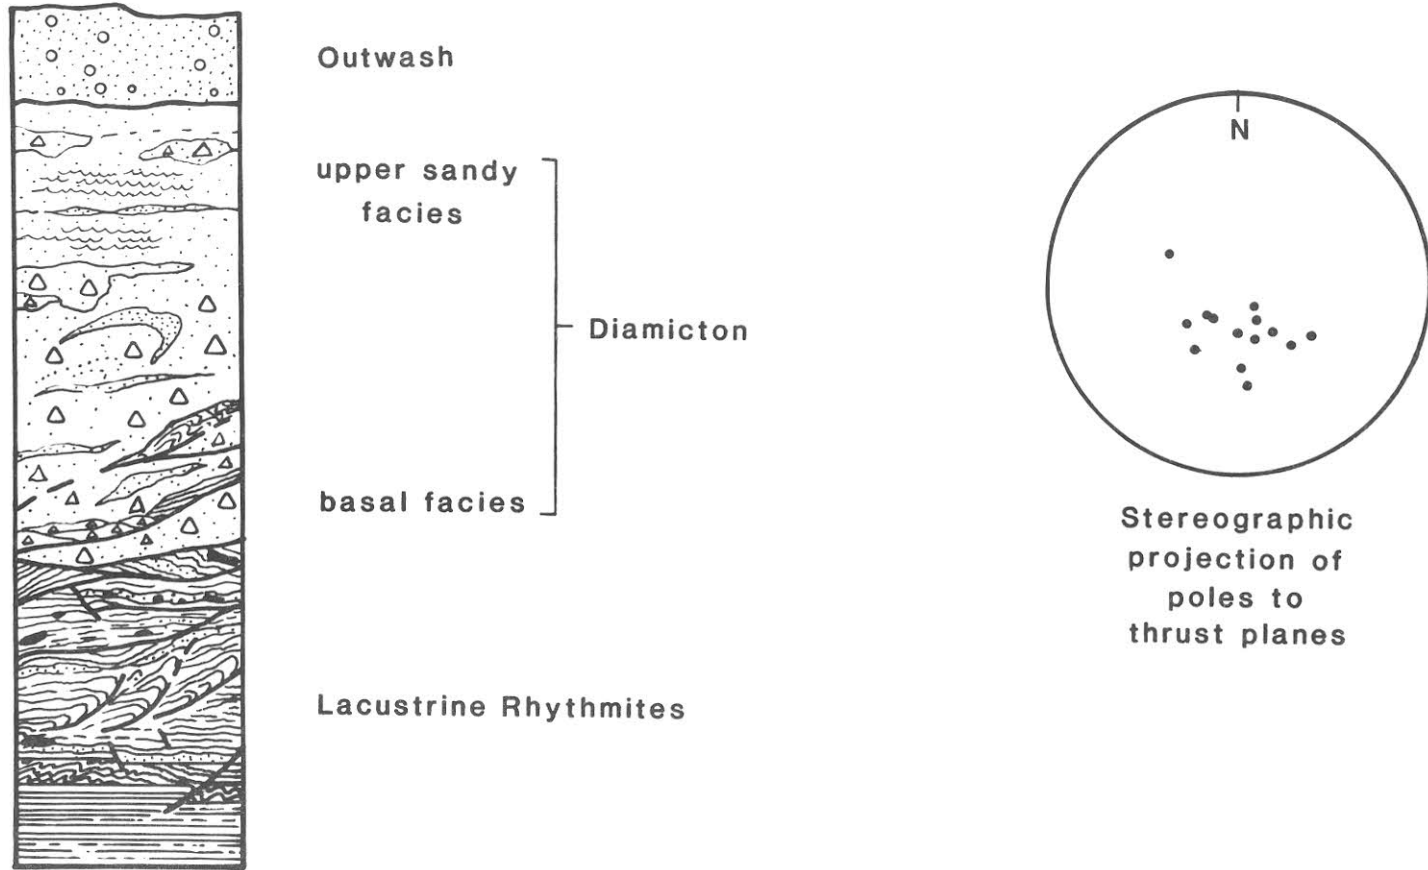 Outwash
upper sandy
facies
Diamicton
basal facies
Lacustrine Rhythmites
N
Stereographic
projection of
poles to
thrust planes